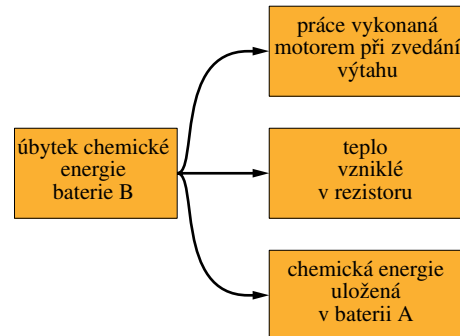 práce vykonaná
motorem při zvedání
výtahu
úbytek chemické
energie
baterie B
teplo
vzniklé
v rezistoru
chemická energie
uložená
v baterii A